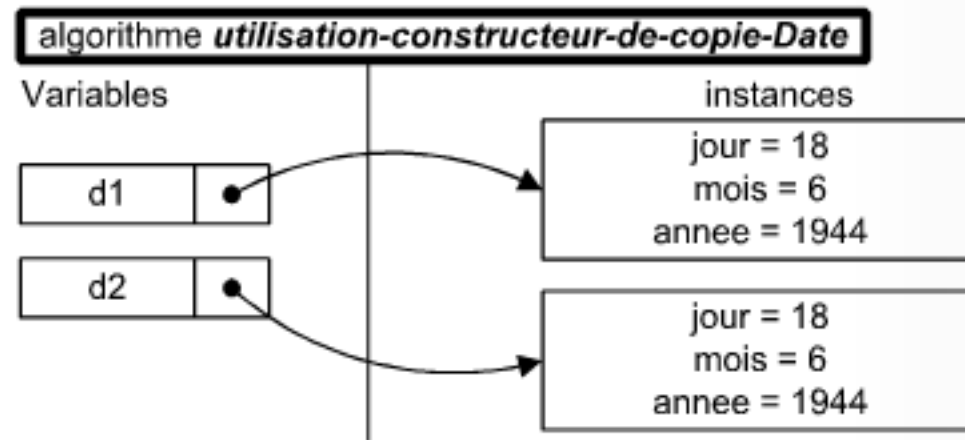 algorithme utilisation-constructeur-de-copie-Date
Variables
instances
d1
jour = 18
mois = 6
annee = 1944
d2
jour = 18
mois = 6
annee = 1944